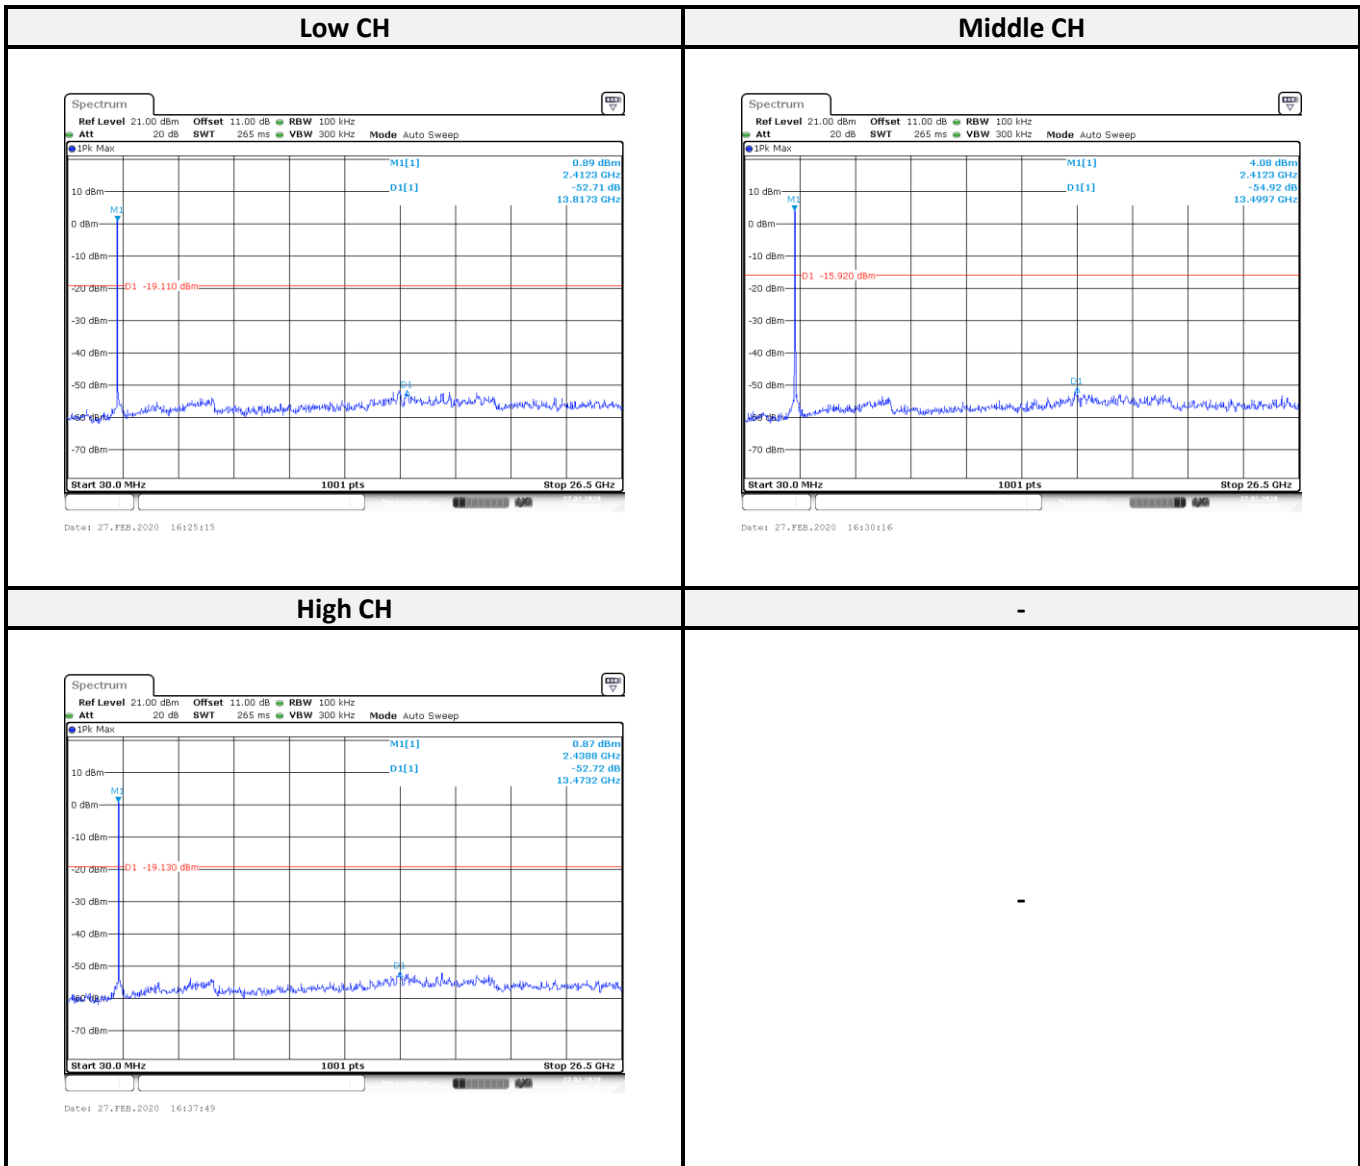 Low CH
Middle CH
Spectrum
Ref Level 21.00 dBm Offset 11.00 dB RBW 100 kHz
Att 20 dB SWT 265 ms VBW 300 kHz Mode Auto Sweep
1Pk Max
M1[1] 0.89 dBm
2.4123 GHz
D1[1] -52.71 dB
13.8173 GHz
10 dBm
M1
0 dBm
-10 dBm
D1 -19.110 dBm
-20 dBm
-30 dBm
-40 dBm
-50 dBm
D1
-60 dBm
-70 dBm
Start 30.0 MHz 1001 pts Stop 26.5 GHz
Date: 27.FEB.2020 16:25:15
Spectrum
Ref Level 21.00 dBm Offset 11.00 dB RBW 100 kHz
Att 20 dB SWT 265 ms VBW 300 kHz Mode Auto Sweep
1Pk Max
M1[1] 4.08 dBm
2.4123 GHz
D1[1] -54.92 dB
13.4997 GHz
10 dBm
M1
0 dBm
-10 dBm
D1 -15.920 dBm
-20 dBm
-30 dBm
-40 dBm
-50 dBm
D1
-60 dBm
-70 dBm
Start 30.0 MHz 1001 pts Stop 26.5 GHz
Date: 27.FEB.2020 16:30:16
High CH
-
Spectrum
Ref Level 21.00 dBm Offset 11.00 dB RBW 100 kHz
Att 20 dB SWT 265 ms VBW 300 kHz Mode Auto Sweep
1Pk Max
M1[1] 0.87 dBm
2.4388 GHz
D1[1] -52.72 dB
13.4732 GHz
10 dBm
M1
0 dBm
-10 dBm
D1 -19.130 dBm
-20 dBm
-30 dBm
-40 dBm
-50 dBm
D1
-60 dBm
-70 dBm
Start 30.0 MHz 1001 pts Stop 26.5 GHz
Date: 27.FEB.2020 16:37:49
-